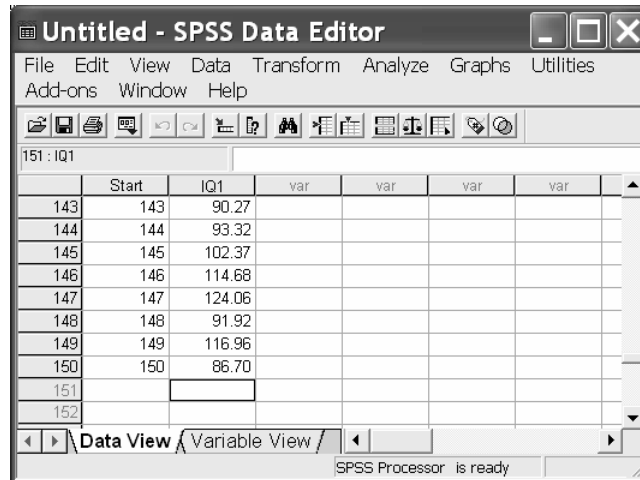 Untitled - SPSS Data Editor
File Edit View Data Transform Analyze Graphs Utilities
Add-ons Window Help
151 : IQ1
Start IQ1 var var var var
143 143 90.27
144 144 93.32
145 145 102.37
146 146 114.68
147 147 124.06
148 148 91.92
149 149 116.96
150 150 86.70
151
152
Data View Variable View
SPSS Processor is ready